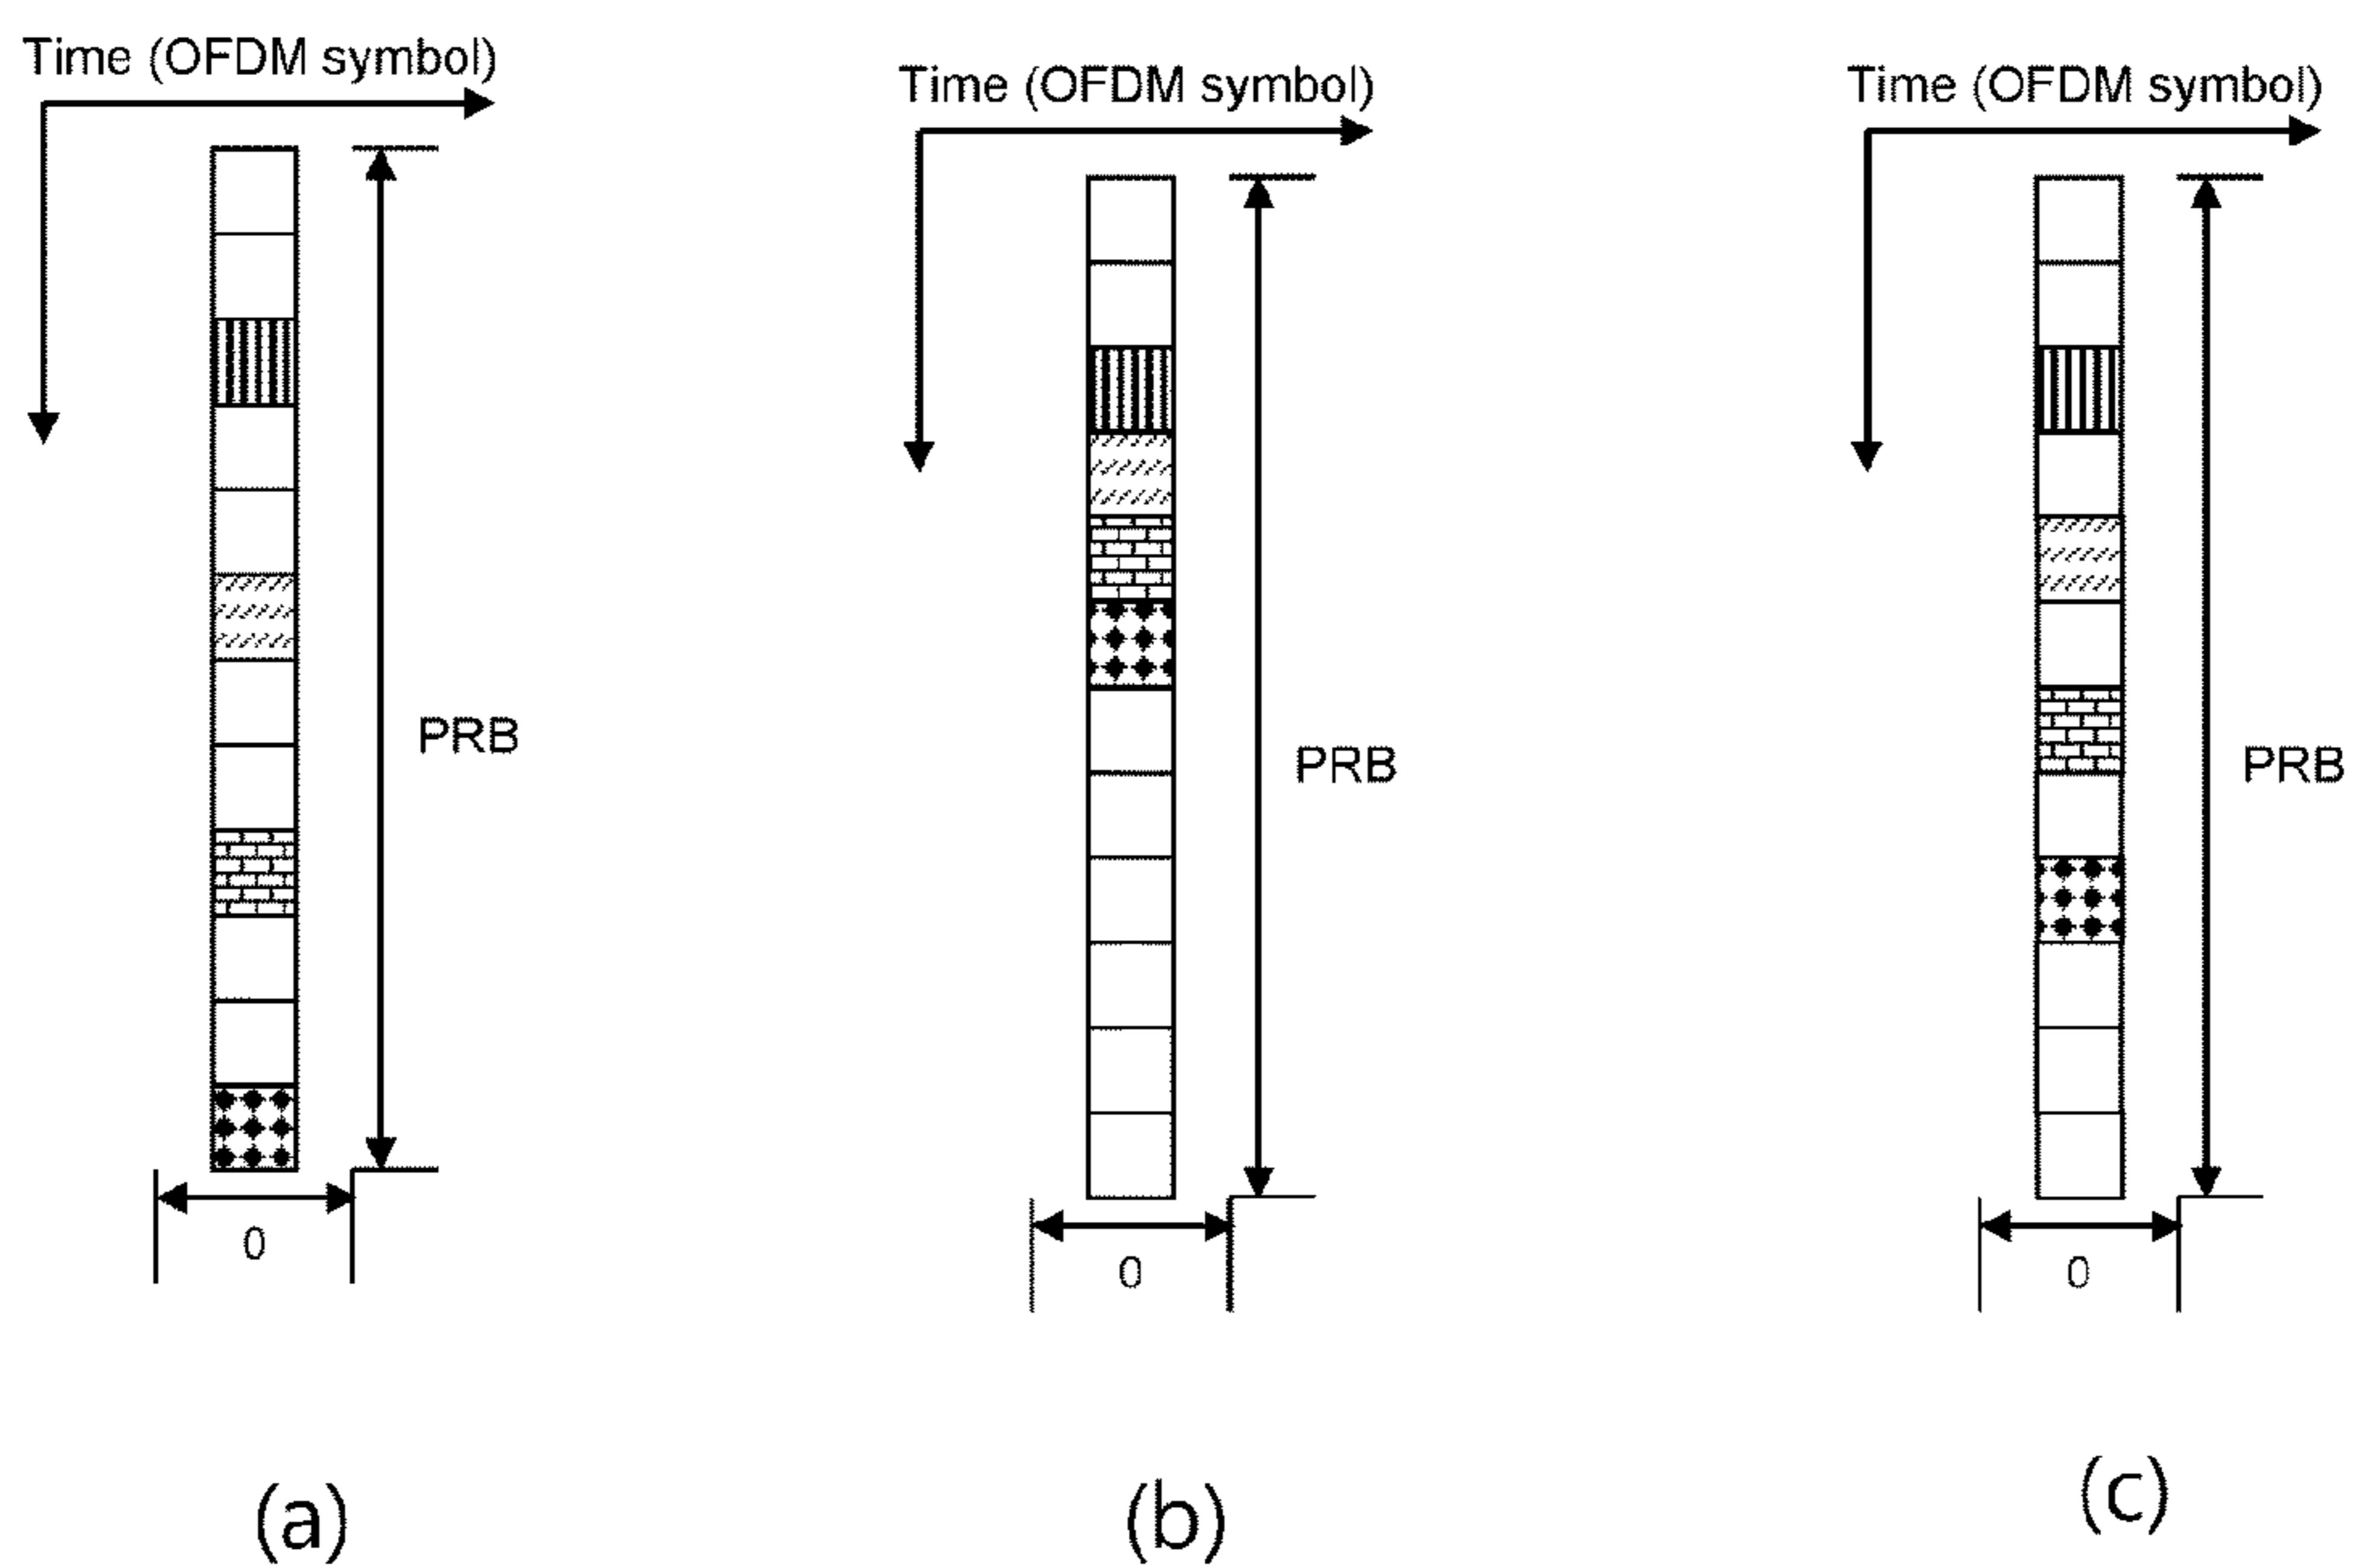 Time (OFDM symbol)
PRB
0
(a)
Time (OFDM symbol)
PRB
0
(b)
Time (OFDM symbol)
PRB
0
(c)